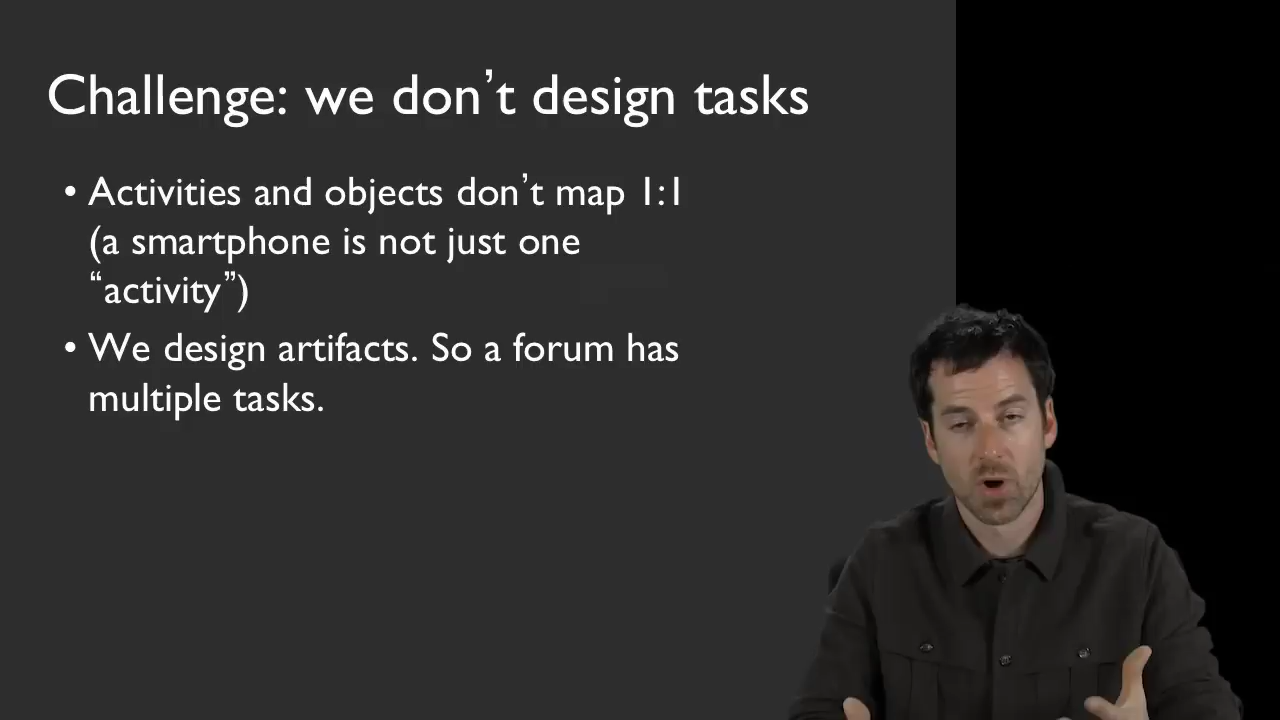 Challenge: we don’t design tasks
• Activities and objects don’t map 1:1
(a smartphone is not just one
“activity”)
• We design artifacts. So a forum has
multiple tasks.